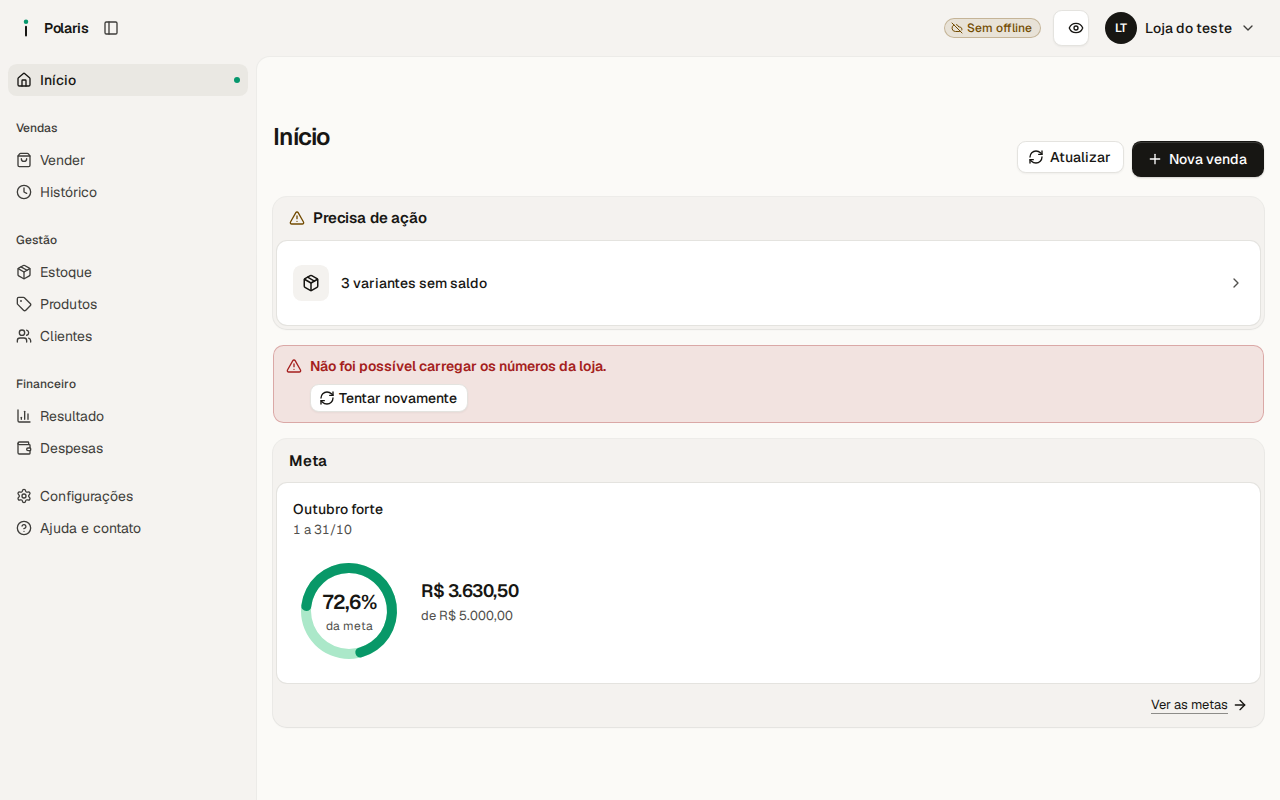 Polaris
Sem offline
LT
Loja do teste
Início
Vendas
Vender
Histórico
Gestão
Estoque
Produtos
Clientes
Financeiro
Resultado
Despesas
Configurações
Ajuda e contato
Início
Atualizar
Nova venda
Precisa de ação
3 variantes sem saldo
Não foi possível carregar os números da loja.
Tentar novamente
Meta
Outubro forte
1 a 31/10
72,6%
da meta
R$ 3.630,50
de R$ 5.000,00
Ver as metas